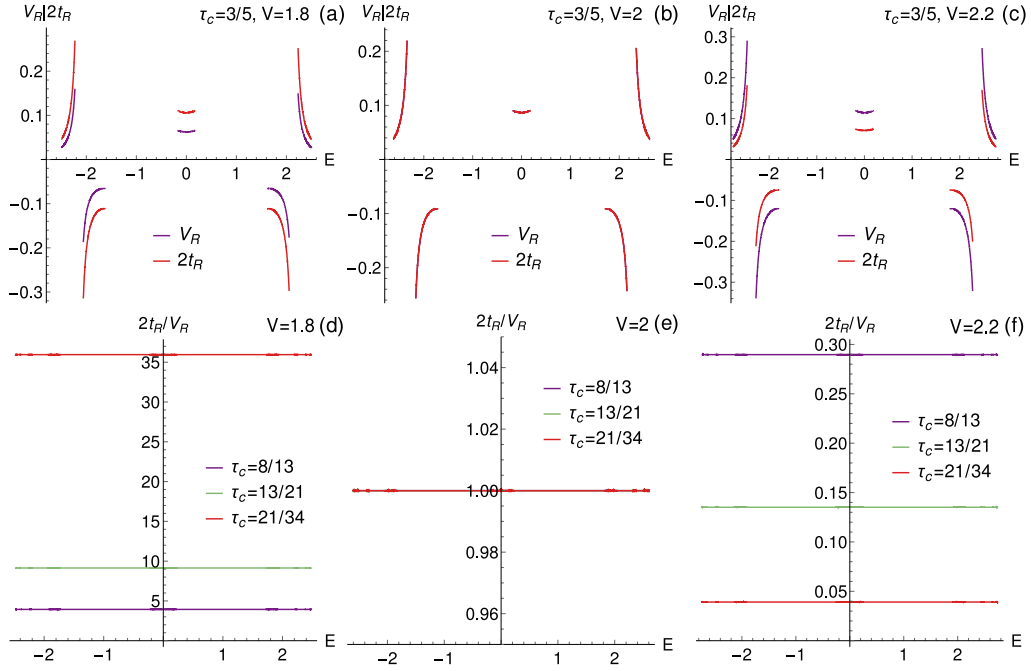 V_R|2t_R τ_c=3/5, V=1.8 (a)
0.2
0.1
−2 −1 0 1 2 E
−0.1
−0.2
−0.3
V_R
2t_R
V_R|2t_R τ_c=3/5, V=2 (b)
0.2
0.1
−2 −1 0 1 2 E
−0.1
−0.2
V_R
2t_R
V_R|2t_R τ_c=3/5, V=2.2 (c)
0.3
0.2
0.1
−2 −1 0 1 2 E
−0.1
−0.2
−0.3
V_R
2t_R
2t_R/V_R V=1.8 (d)
35
30
25
20
15
10
5
τ_c=8/13
τ_c=13/21
τ_c=21/34
−2 −1 1 2 E
2t_R/V_R V=2 (e)
1.04
1.02
1.00
0.98
0.96
τ_c=8/13
τ_c=13/21
τ_c=21/34
−2 −1 1 2 E
2t_R/V_R V=2.2 (f)
0.30
0.25
0.20
0.15
0.10
0.05
τ_c=8/13
τ_c=13/21
τ_c=21/34
−2 −1 1 2 E